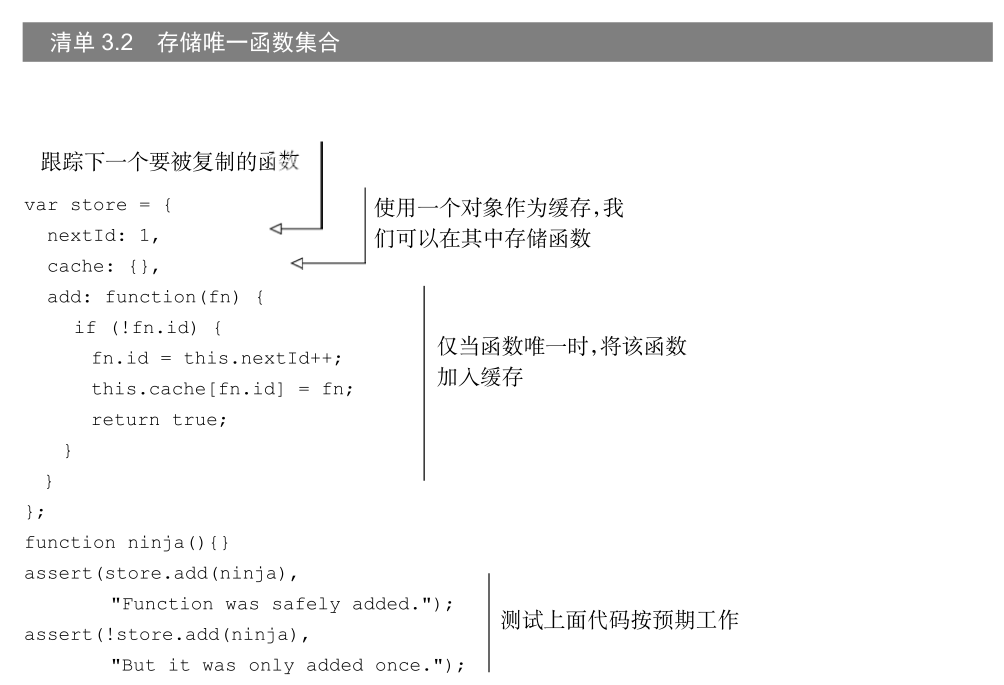 清单 3.2 存储唯一函数集合
跟踪下一个要被复制的函数
var store = {
nextId: 1,
使用一个对象作为缓存,我
们可以在其中存储函数
cache: {},
add: function(fn) {
if (!fn.id) {
fn.id = this.nextId++;
this.cache[fn.id] = fn;
return true;
}
}
};
仅当函数唯一时,将该函数
加入缓存
function ninja(){}
assert(store.add(ninja),
"Function was safely added.");
assert(!store.add(ninja),
"But it was only added once.");
测试上面代码按预期工作